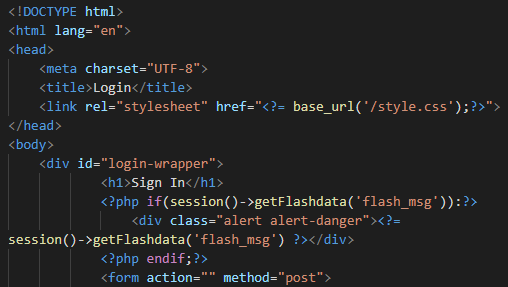 <!DOCTYPE html>
<html lang="en">
<head>
    <meta charset="UTF-8">
    <title>Login</title>
    <link rel="stylesheet" href="<?= base_url('/style.css');?>">
</head>
<body>
    <div id="login-wrapper">
            <h1>Sign In</h1>
            <?php if(session()->getFlashdata('flash_msg')):?>
                <div class="alert alert-danger"><?=
session()->getFlashdata('flash_msg') ?></div>
            <?php endif;?>
            <form action="" method="post">